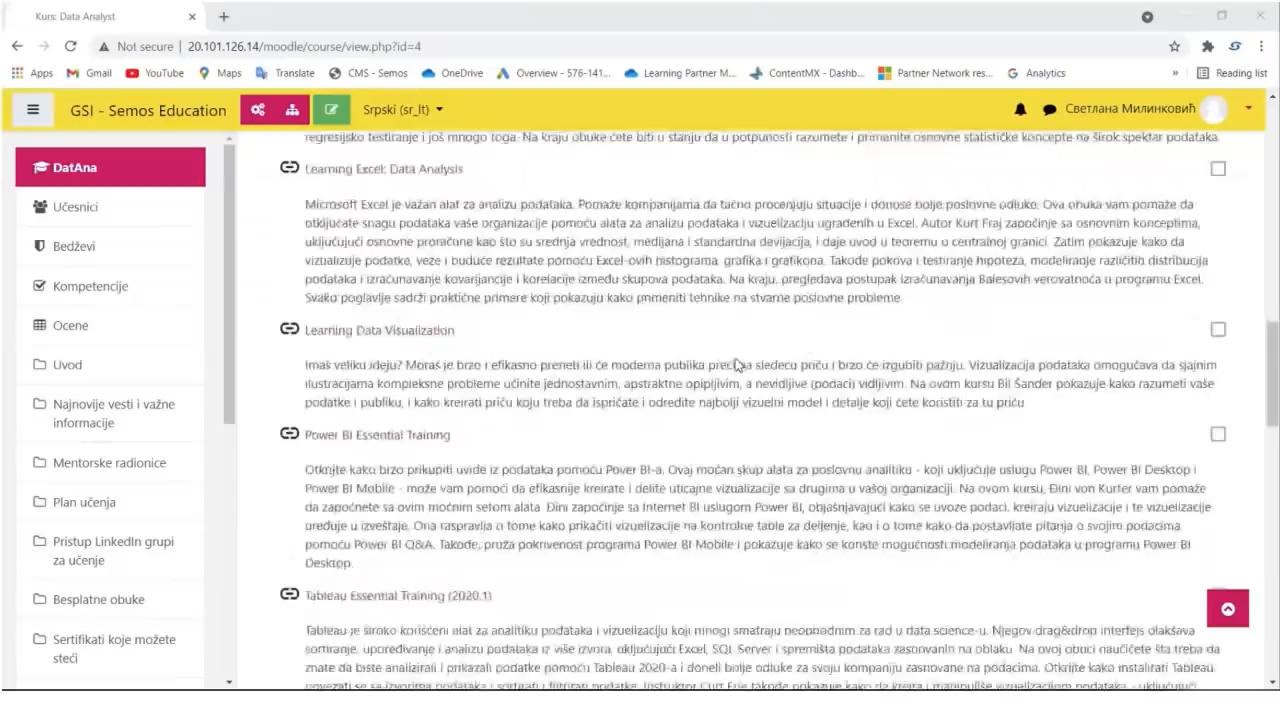 Kurs: Data Analyst
Not secure | 20.101.126.14/moodle/course/view.php?id=4
Apps Gmail YouTube Maps Translate CMS - Semos OneDrive Overview - 576-141... Learning Partner M... ContentMX - Dashb... Partner Network res... Analytics » Reading list
GSI - Semos Education Srpski (sr_lt) Светлана Милинковић
DatAna
Učesnici
Bedževi
Kompetencije
Ocene
Uvod
Najnovije vesti i važne
informacije
Mentorske radionice
Plan učenja
Pristup LinkedIn grupi
za učenje
Besplatne obuke
Sertifikati koje možete
steći
regresijsko testiranje i još mnogo toga. Na kraju obuke ćete biti u stanju da u potpunosti razumete i primenite osnovne statističke koncepte na širok spektar podataka.
Learning Excel: Data Analysis
Microsoft Excel je važan alat za analizu podataka. Pomaže kompanijama da tačno procenjuju situacije i donose bolje poslovne odluke. Ova obuka vam pomaže da
otključate snagu podataka vaše organizacije pomoću alata za analizu podataka i vizuelizaciju ugrađenih u Excel. Autor Kurt Fraj započinje sa osnovnim konceptima,
uključujući osnovne proračune kao što su srednja vrednost, medijana i standardna devijacija, i daje uvod u teoremu o centralnoj granici. Zatim pokazuje kako da
vizualizuje podatke, veze i buduće rezultate pomoću Excel-ovih histograma, grafika i grafikona. Takođe pokriva i testiranje hipoteza, modeliranje različitih distribucija
podataka i izračunavanje kovarijancije i korelacije između skupova podataka. Na kraju, pregledava postupak izračunavanja Baiesovih verovatnoća u programu Excel.
Svako poglavlje sadrži praktične primere koji pokazuju kako primeniti tehnike na stvarne poslovne probleme.
Learning Data Visualization
Imaš veliku ideju? Moraš je brzo i efikasno preneti ili će moderna publika preći na sledeću priču i brzo će izgubiti pažnju. Vizualizacija podataka omogućava da sjajnim
ilustracijama kompleksne probleme učinite jednostavnim, apstraktne opipljivim, a nevidljive (podaci) vidljivim. Na ovom kursu Bil Šander pokazuje kako razumeti vaše
podatke i publiku, i kako kreirati priču koju treba da ispričate i odredite najbolji vizuelni model i detalje koji ćete koristiti za tu priču.
Power BI Essential Training
Otkrijte kako brzo prikupiti uvide iz podataka pomoću Pover BI-a. Ovaj moćan skup alata za poslovnu analitiku - koji uključuje uslugu Power BI, Power BI Desktop i
Power BI Mobile - može vam pomoći da efikasnije kreirate i delite uticajne vizualizacije sa drugima u vašoj organizaciji. Na ovom kursu, Đini von Kurter vam pomaže
da započnete sa ovim moćnim setom alata. Đini započinje sa Internet BI uslugom Power BI, objašnjavajući kako se uvoze podaci, kreiraju vizuelizacije i te vizuelizacije
uređuje u izveštaje. Ona raspravlja o tome kako prikačiti vizuelizacije na kontrolne table za deljenje, kao i o tome kako da postavljate pitanja o svojim podacima
pomoću Power BI Q&A. Takođe, pruža pokrivenost programa Power BI Mobile i pokazuje kako se koriste mogućnosti modeliranja podataka u programu Power BI
Desktop.
Tableau Essential Training (2020.1)
Tableau je široko korišćeni alat za analitiku podataka i vizuelizaciju koji mnogi smatraju neophodnim za rad u data science-u. Njegov drag&drop interfejs olakšava
sortiranje, upoređivanje i analizu podataka iz više izvora, uključujući Excel, SQL Server i spremišta podataka zasnovanih na oblaku. Na ovoj obuci naučićete šta treba da
znate da biste analizirali i prikazali podatke pomoću Tableau 2020-a i doneli bolje odluke za svoju kompaniju zasnovane na podacima. Otkrijte kako instalirati Tableau